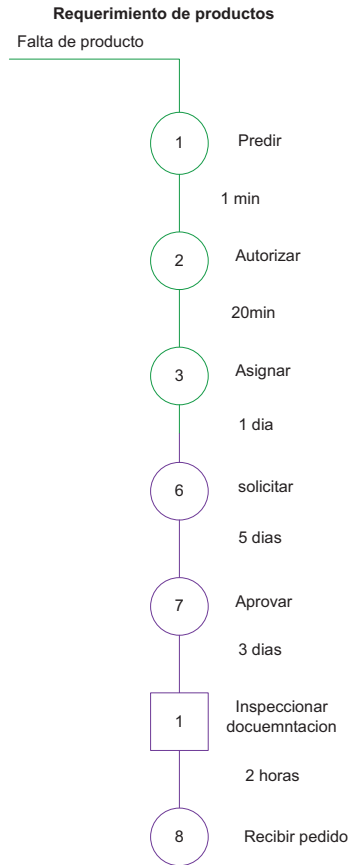 Requerimiento de productos
Falta de producto
1
Predir
1 min
2
Autorizar
20min
3
Asignar
1 dia
6
solicitar
5 dias
7
Aprovar
3 dias
1
Inspeccionar
docuemntacion
2 horas
8
Recibir pedido